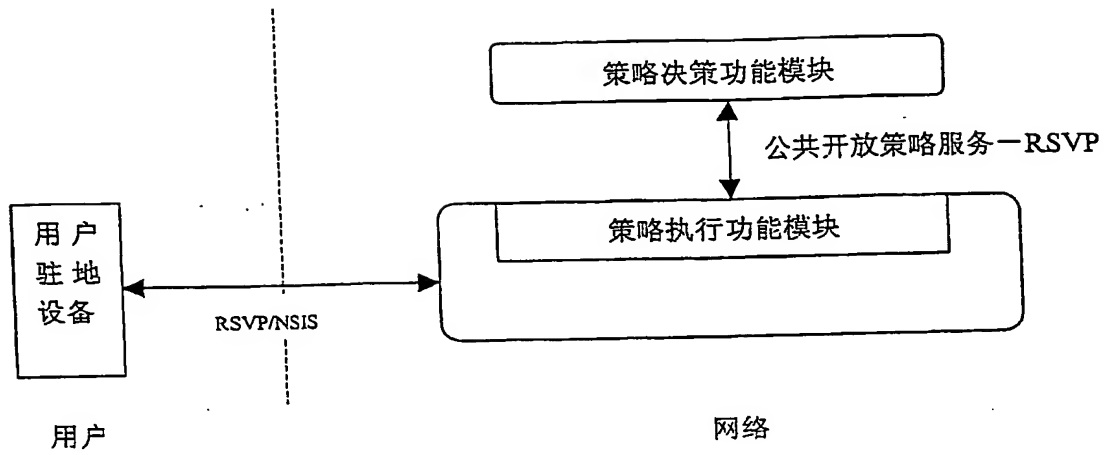 策略决策功能模块
公共开放策略服务－RSVP
策略执行功能模块
用 户
驻 地
设备
RSVP/NSIS
用户
网络